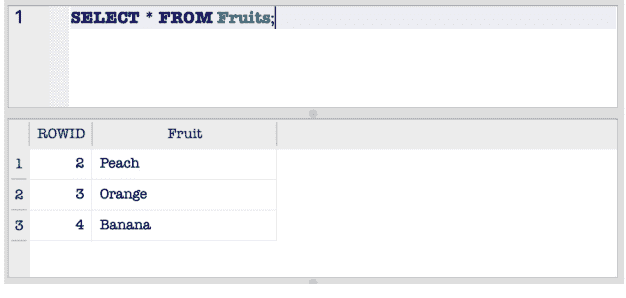 1 SELECT * FROM Fruits;
ROWID Fruit
1 2 Peach
2 3 Orange
3 4 Banana